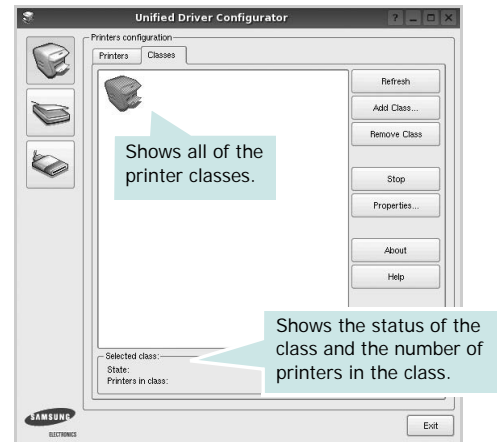 Unified Driver Configurator
Printers configuration
Printers
Classes
Refresh
Add Class...
Remove Class
Shows all of the
printer classes.
Stop
Properties...
About
Help
Shows the status of the
class and the number of
printers in the class.
Selected class:
State:
Printers in class:
SAMSUNG
ELECTRONICS
Exit